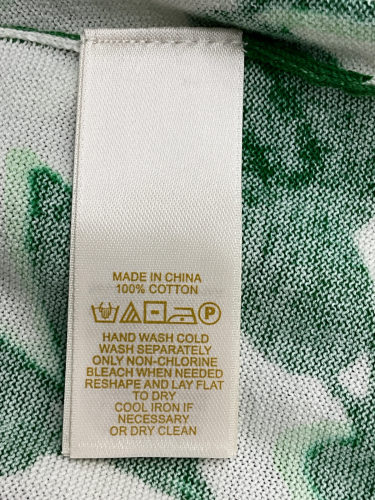 MADE IN CHINA
100% COTTON
P
HAND WASH COLD
WASH SEPARATELY
ONLY NON-CHLORINE
BLEACH WHEN NEEDED
RESHAPE AND LAY FLAT
TO DRY
COOL IRON IF
NECESSARY
OR DRY CLEAN